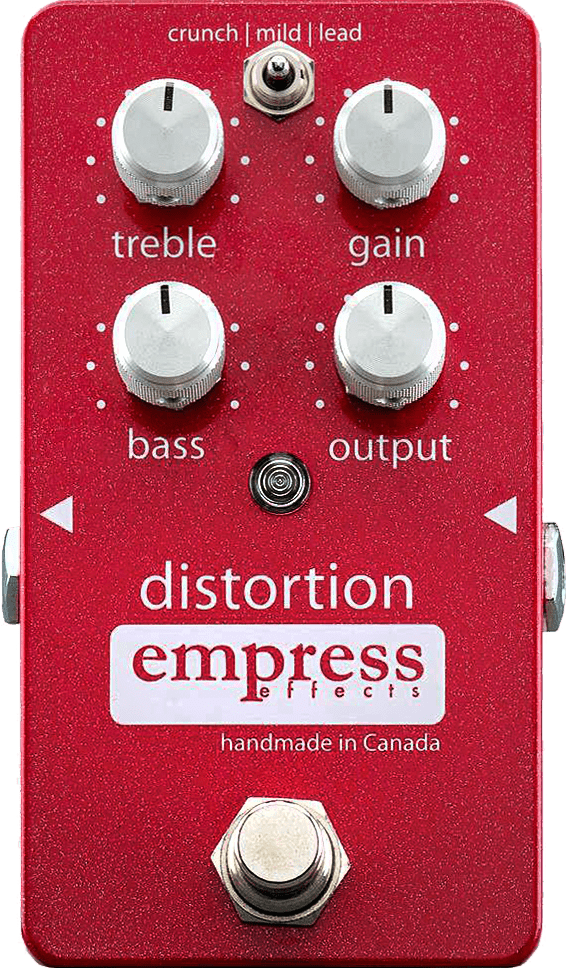 crunch | mild | lead
treble gain
bass output
distortion
empress
effects
handmade in Canada